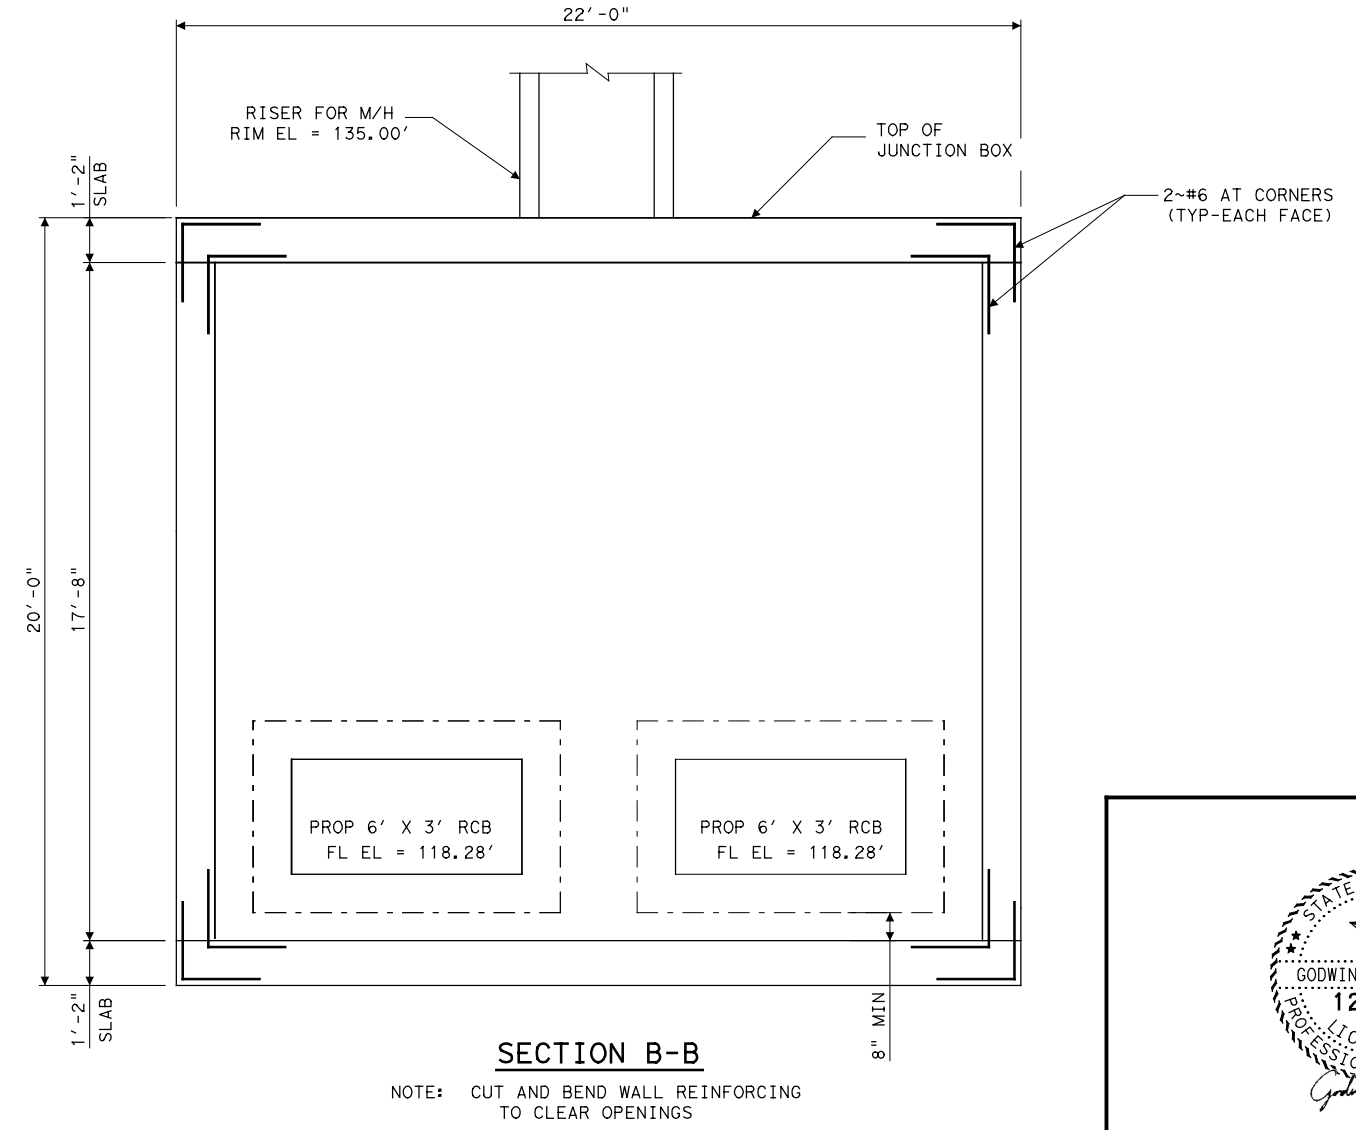 22'-0"
RISER FOR M/H
RIM EL = 135.00'
TOP OF
JUNCTION BOX
1'-2"
SLAB
2~#6 AT CORNERS
(TYP-EACH FACE)
20'-0"
17'-8"
PROP 6' X 3' RCB
FL EL = 118.28'
PROP 6' X 3' RCB
FL EL = 118.28'
1'-2"
SLAB
8" MIN
SECTION B-B
NOTE: CUT AND BEND WALL REINFORCING
TO CLEAR OPENINGS
STATE
GODWIN
12